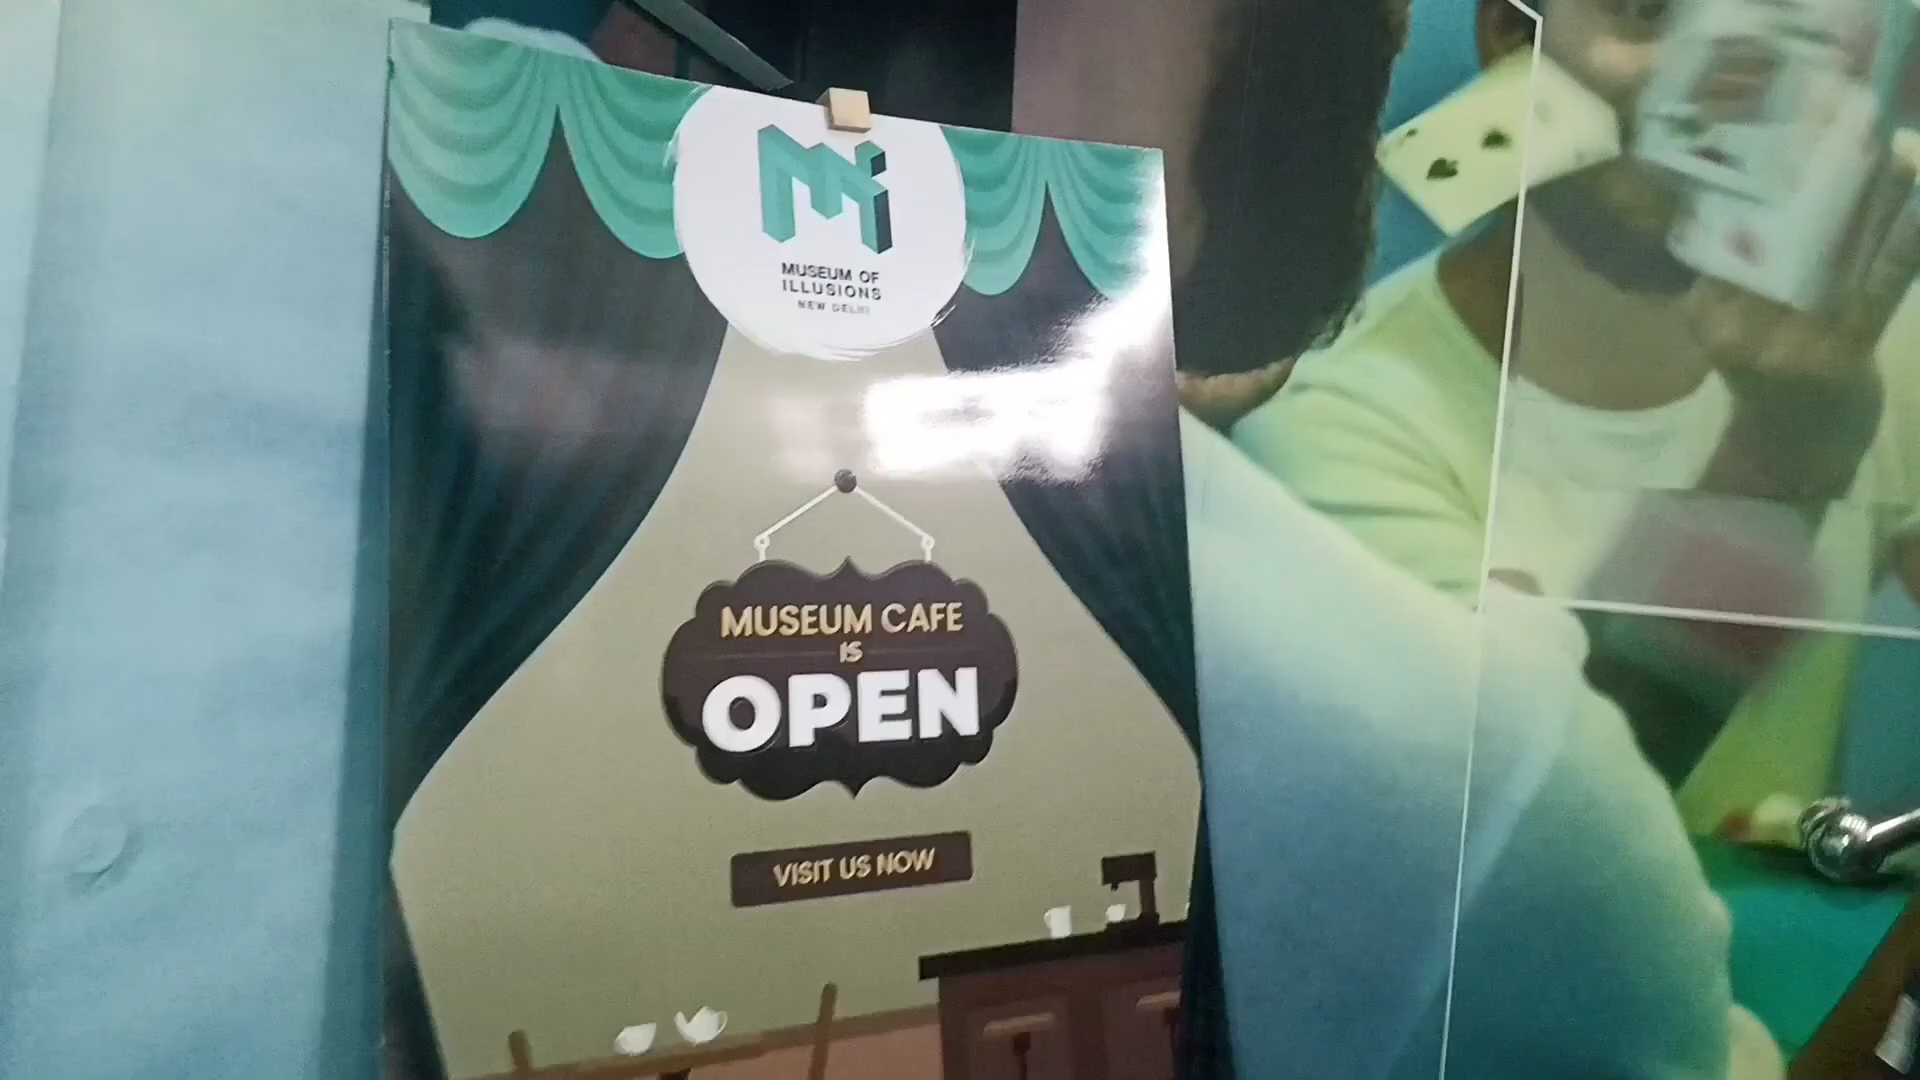 MUSEUM OF
ILLUSIONS
NEW DELHI
MUSEUM CAFE
IS
OPEN
VISIT US NOW